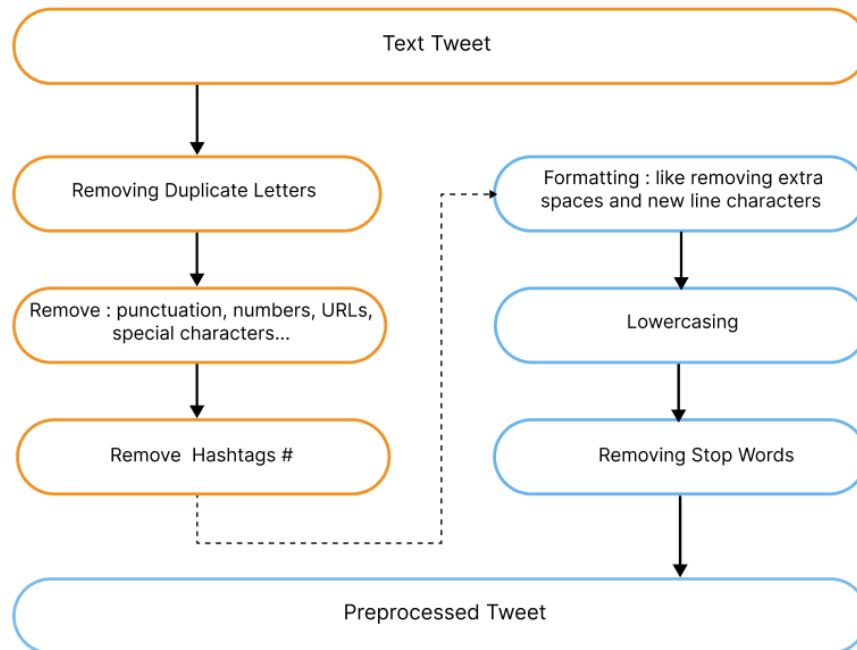 Text Tweet
Removing Duplicate Letters
Remove : punctuation, numbers, URLs,
special characters...
Remove Hashtags #
Formatting : like removing extra
spaces and new line characters
Lowercasing
Removing Stop Words
Preprocessed Tweet